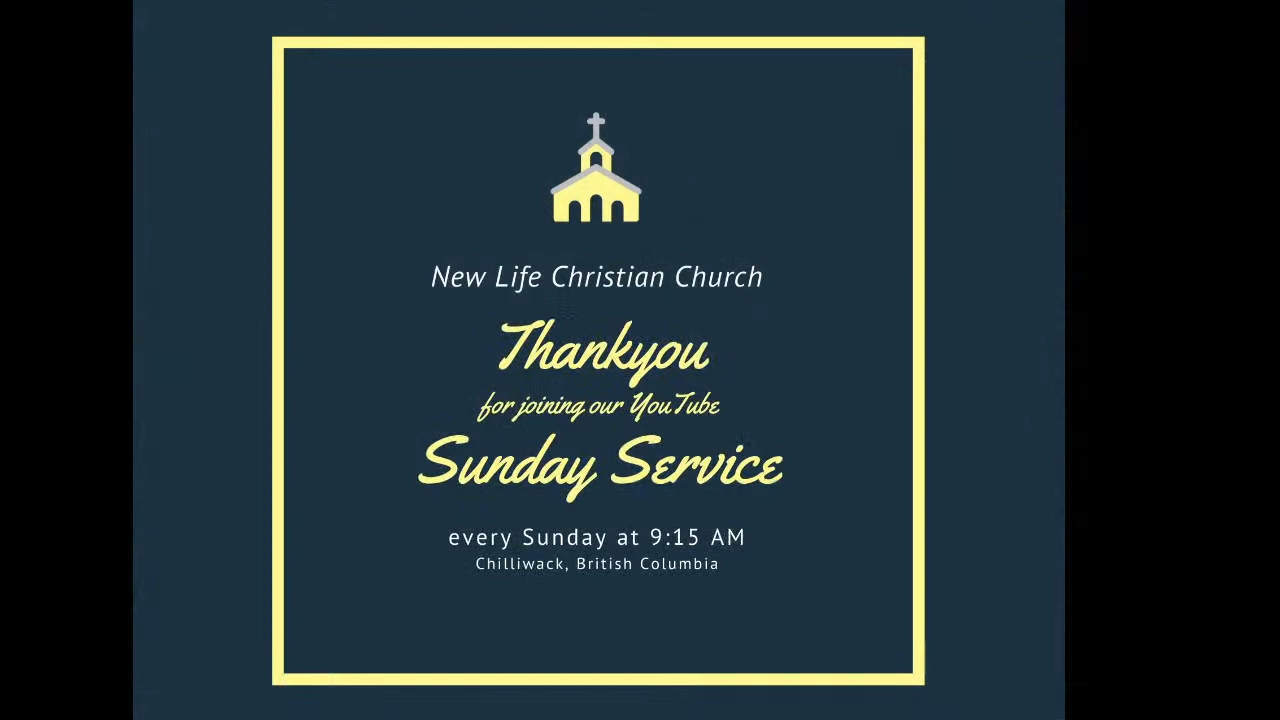 New Life Christian Church
Thankyou
for joining our YouTube
Sunday Service
every Sunday at 9:15 AM
Chilliwack, British Columbia